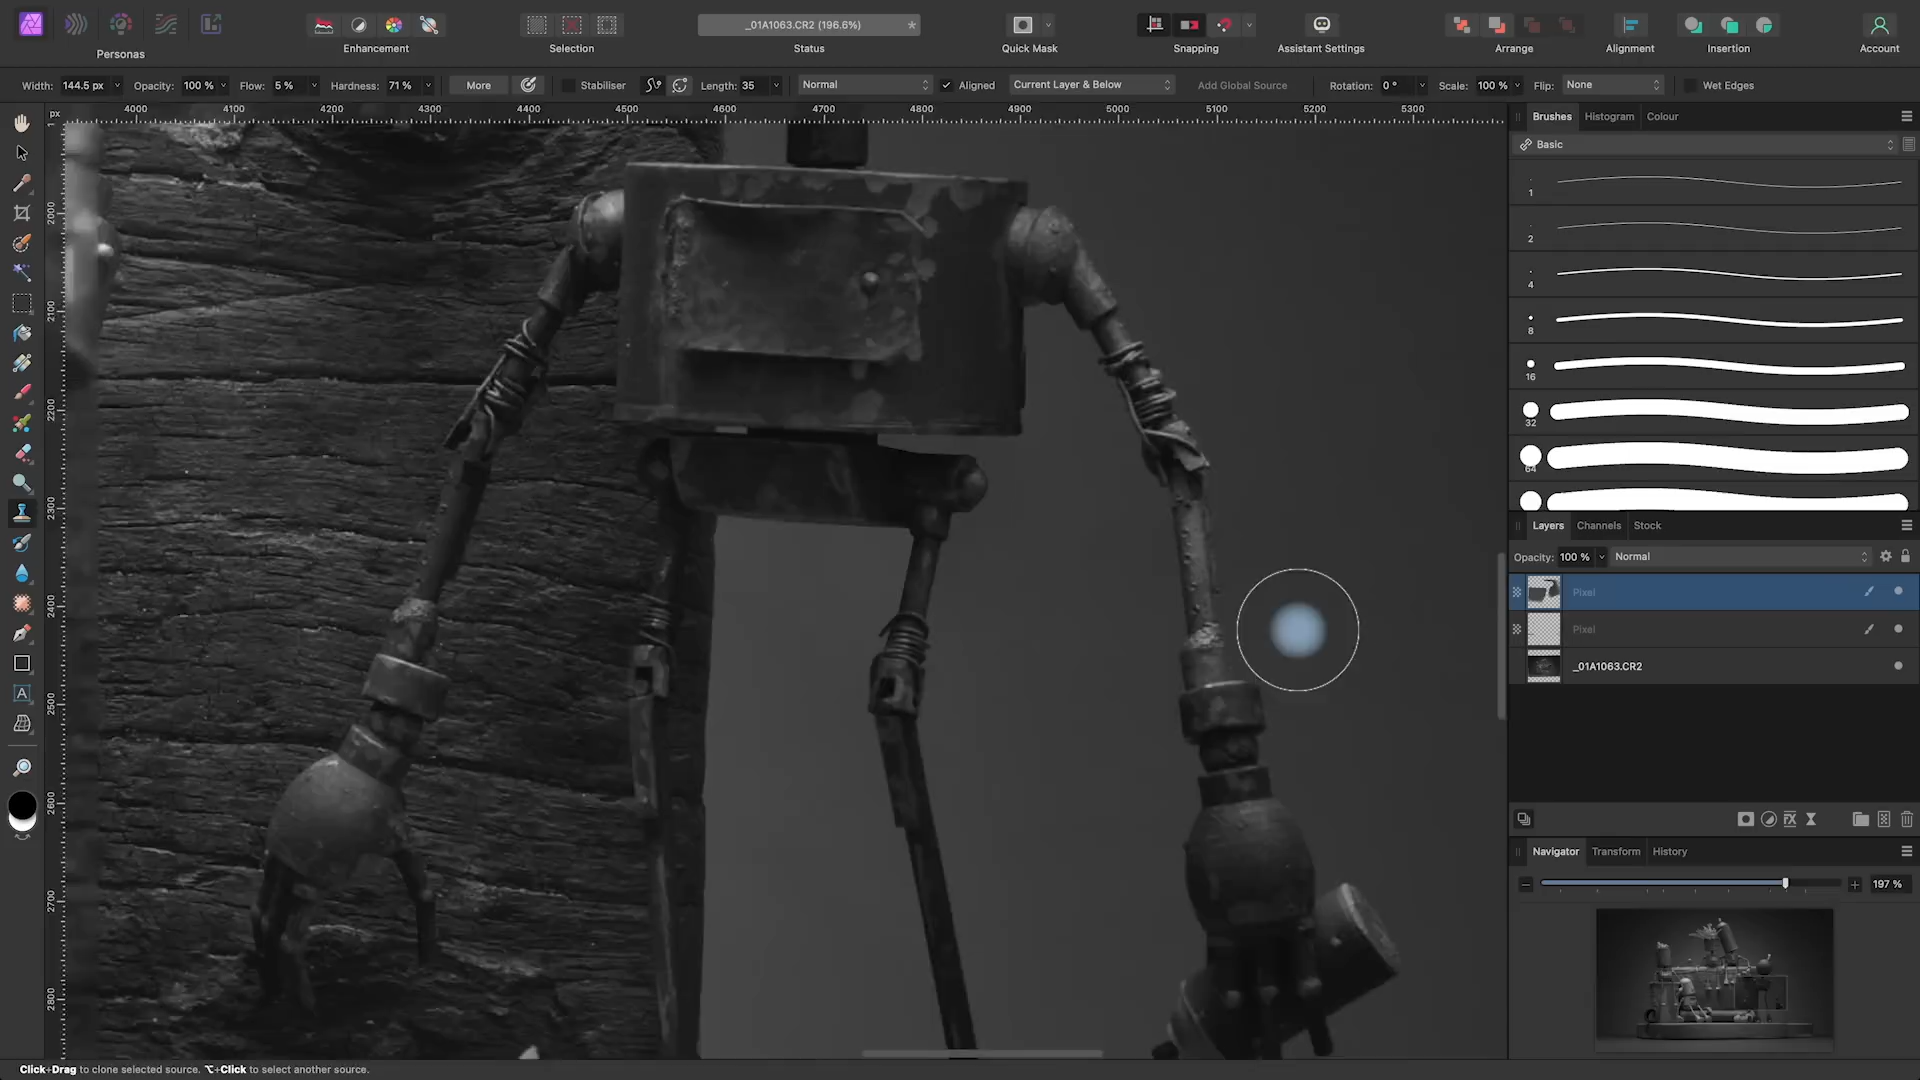 _01A1063.CR2 (196.6%)
*
Personas
Enhancement
Selection
Status
Quick Mask
Snapping
Assistant Settings
Arrange
Alignment
Insertion
Account
Width: 144.5 px
Opacity: 100 %
Flow: 5 %
Hardness: 71 %
More
Stabiliser
Length: 35
Normal
Aligned
Current Layer & Below
Add Global Source
Rotation: 0 °
Scale: 100 %
Flip: None
Wet Edges
px
4000
4100
4200
4300
4400
4500
4600
4700
4800
4900
5000
5100
5200
5300
2000
2100
2200
2300
2400
2500
2600
2700
2800
Brushes
Histogram
Colour
Basic
1
2
4
8
16
32
64
Layers
Channels
Stock
Opacity: 100 %
Normal
Pixel
Pixel
_01A1063.CR2
Navigator
Transform
History
197 %
Click+Drag to clone selected source. ⌥+Click to select another source.